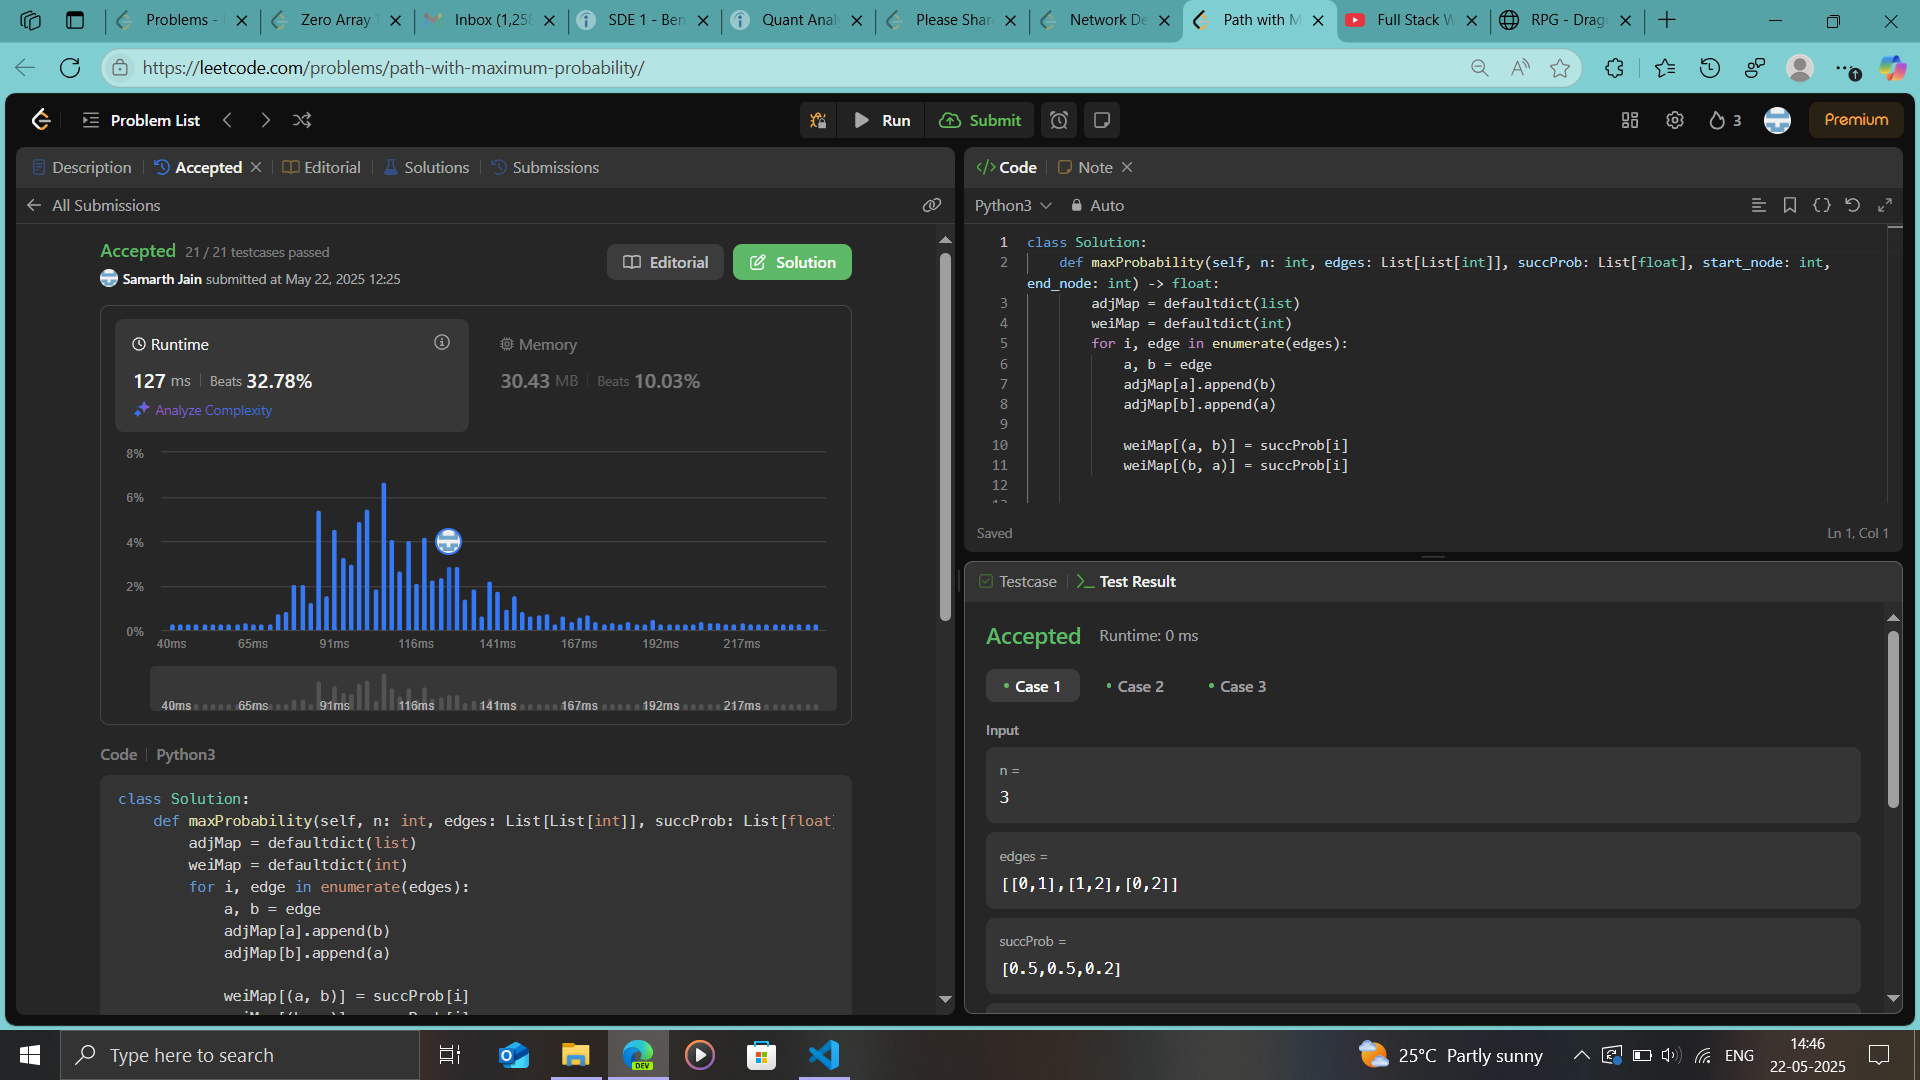 Problems -
Zero Array T
Inbox (1,25
SDE 1 - Ben
Quant Anal
Please Shar
Network De
Path with M
Full Stack W
RPG - Drag
https://leetcode.com/problems/path-with-maximum-probability/
DEV
Problem List
Run
Submit
3
Premium
Description
Accepted
Editorial
Solutions
Submissions
All Submissions
Accepted 21 / 21 testcases passed
Samarth Jain submitted at May 22, 2025 12:25
Editorial
Solution
Runtime
127 ms Beats 32.78%
Analyze Complexity
Memory
30.43 MB Beats 10.03%
8%
6%
4%
2%
0%
40ms 65ms 91ms 116ms 141ms 167ms 192ms 217ms
40ms 65ms 91ms 116ms 141ms 167ms 192ms 217ms
Code Python3
class Solution:
def maxProbability(self, n: int, edges: List[List[int]], succProb: List[float]
adjMap = defaultdict(list)
weiMap = defaultdict(int)
for i, edge in enumerate(edges):
a, b = edge
adjMap[a].append(b)
adjMap[b].append(a)
weiMap[(a, b)] = succProb[i]
</> Code
Note
Python3
Auto
1 class Solution:
2 def maxProbability(self, n: int, edges: List[List[int]], succProb: List[float], start_node: int,
end_node: int) -> float:
3 adjMap = defaultdict(list)
4 weiMap = defaultdict(int)
5 for i, edge in enumerate(edges):
6 a, b = edge
7 adjMap[a].append(b)
8 adjMap[b].append(a)
9
10 weiMap[(a, b)] = succProb[i]
11 weiMap[(b, a)] = succProb[i]
12
Saved
Ln 1, Col 1
Testcase
Test Result
Accepted Runtime: 0 ms
Case 1
Case 2
Case 3
Input
n =
3
edges =
[[0,1],[1,2],[0,2]]
succProb =
[0.5,0.5,0.2]
Type here to search
25°C Partly sunny
ENG
14:46
22-05-2025